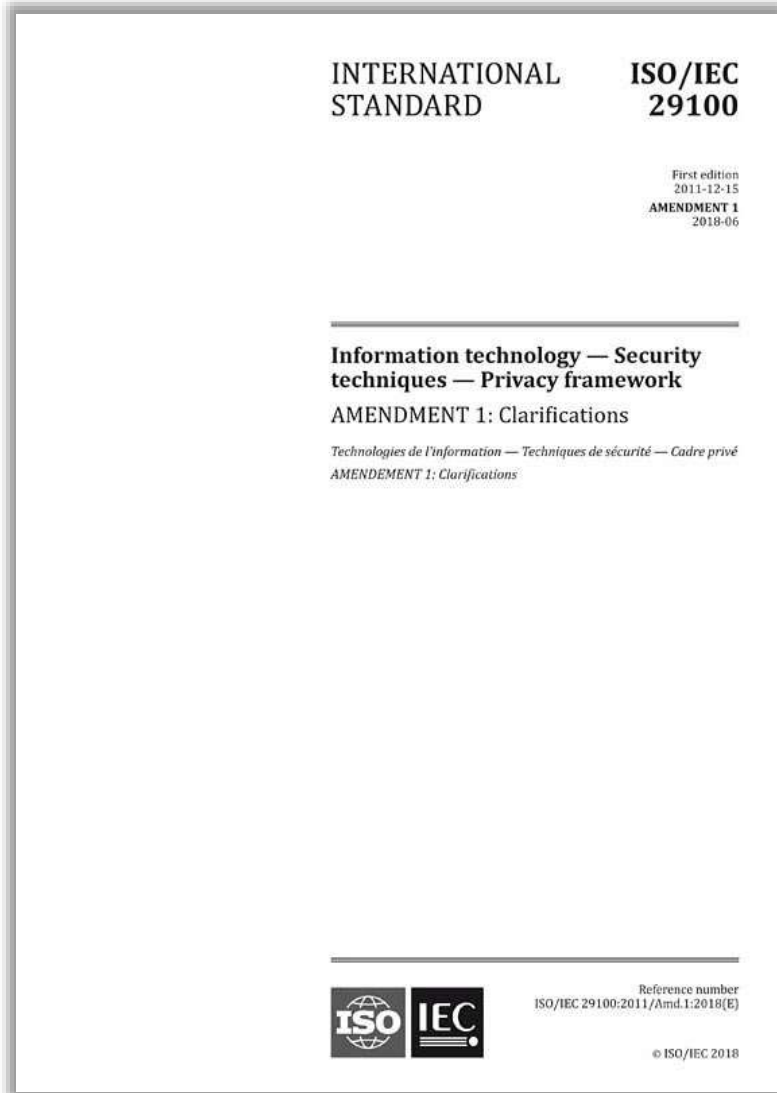 INTERNATIONAL STANDARD
ISO/IEC 29100
First edition
2011-12-15
AMENDMENT 1
2018-06
Information technology — Security
techniques — Privacy framework
AMENDMENT 1: Clarifications
Technologies de l'information — Techniques de sécurité — Cadre privé
AMENDEMENT 1: Clarifications
ISO
IEC
Reference number
ISO/IEC 29100:2011/Amd.1:2018(E)
© ISO/IEC 2018